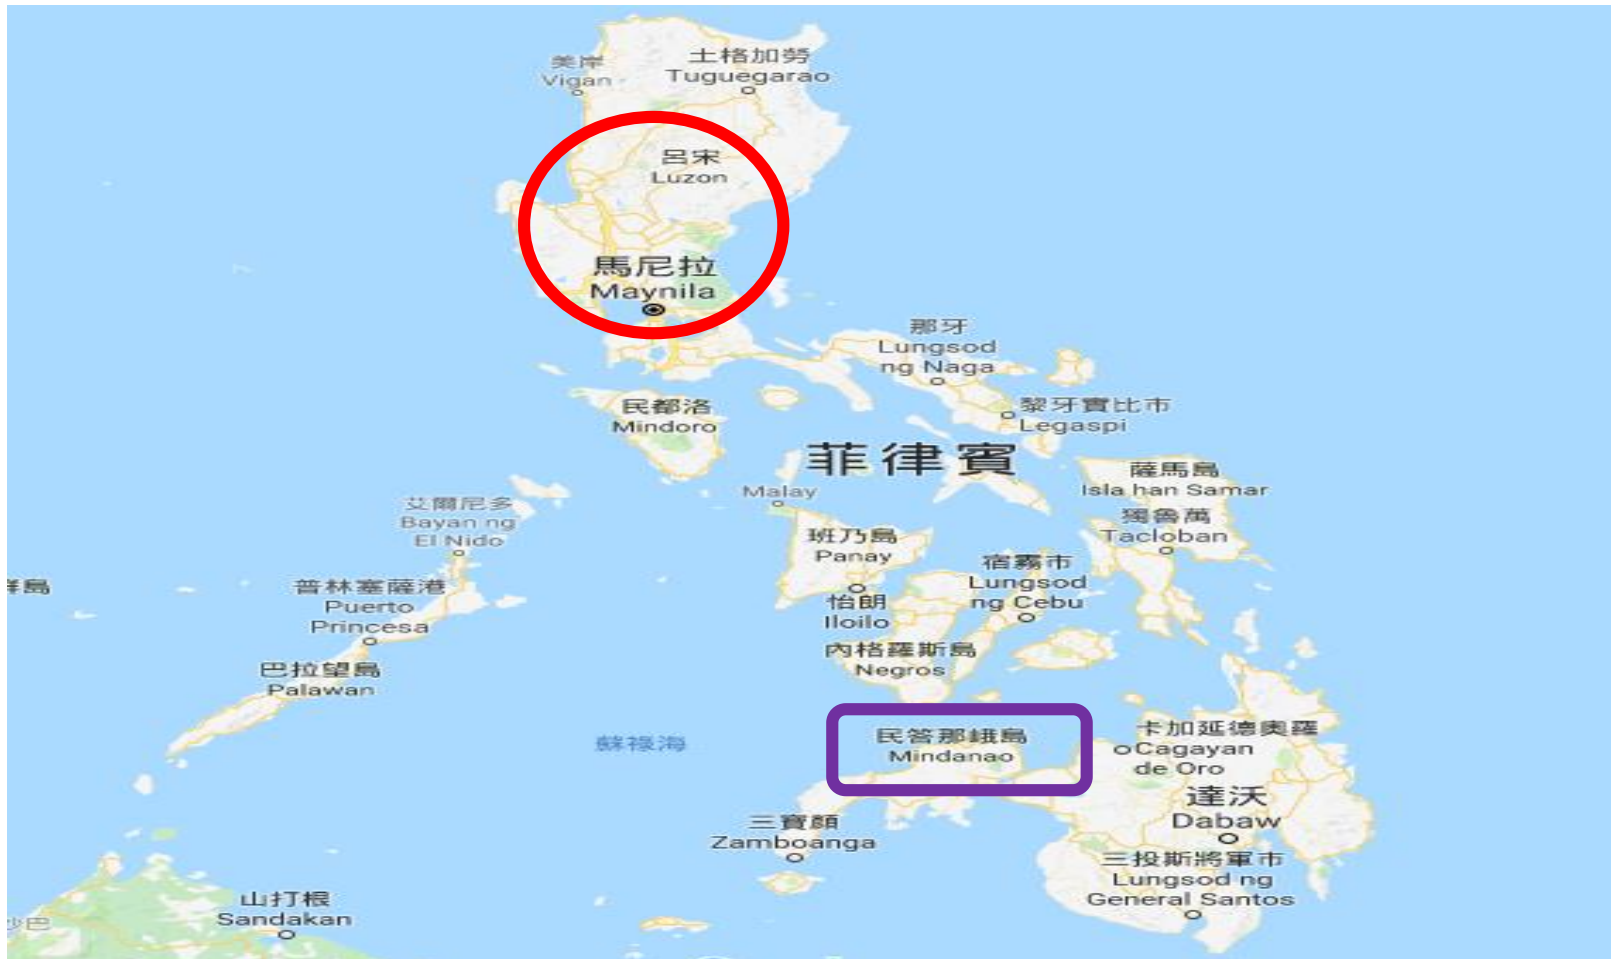 美岸
Vigan
土格加勞
Tuguegarao
呂宋
Luzon
馬尼拉
Maynila
那牙
Lungsod
ng Naga
黎牙實比市
Legaspi
民都洛
Mindoro
菲律賓
薩馬島
Isla han Samar
Malay
艾爾尼多
Bayan ng
El Nido
獨魯萬
Tacloban
班乃島
Panay
宿霧市
Lungsod
ng Cebu
群島
普林塞薩港
Puerto
Princesa
怡朗
Iloilo
內格羅斯島
Negros
巴拉望島
Palawan
蘇祿海
民答那峨島
Mindanao
卡加延德奧羅
Cagayan
de Oro
達沃
Dabaw
三寶顏
Zamboanga
三投斯將軍市
Lungsod ng
General Santos
山打根
Sandakan
沙巴